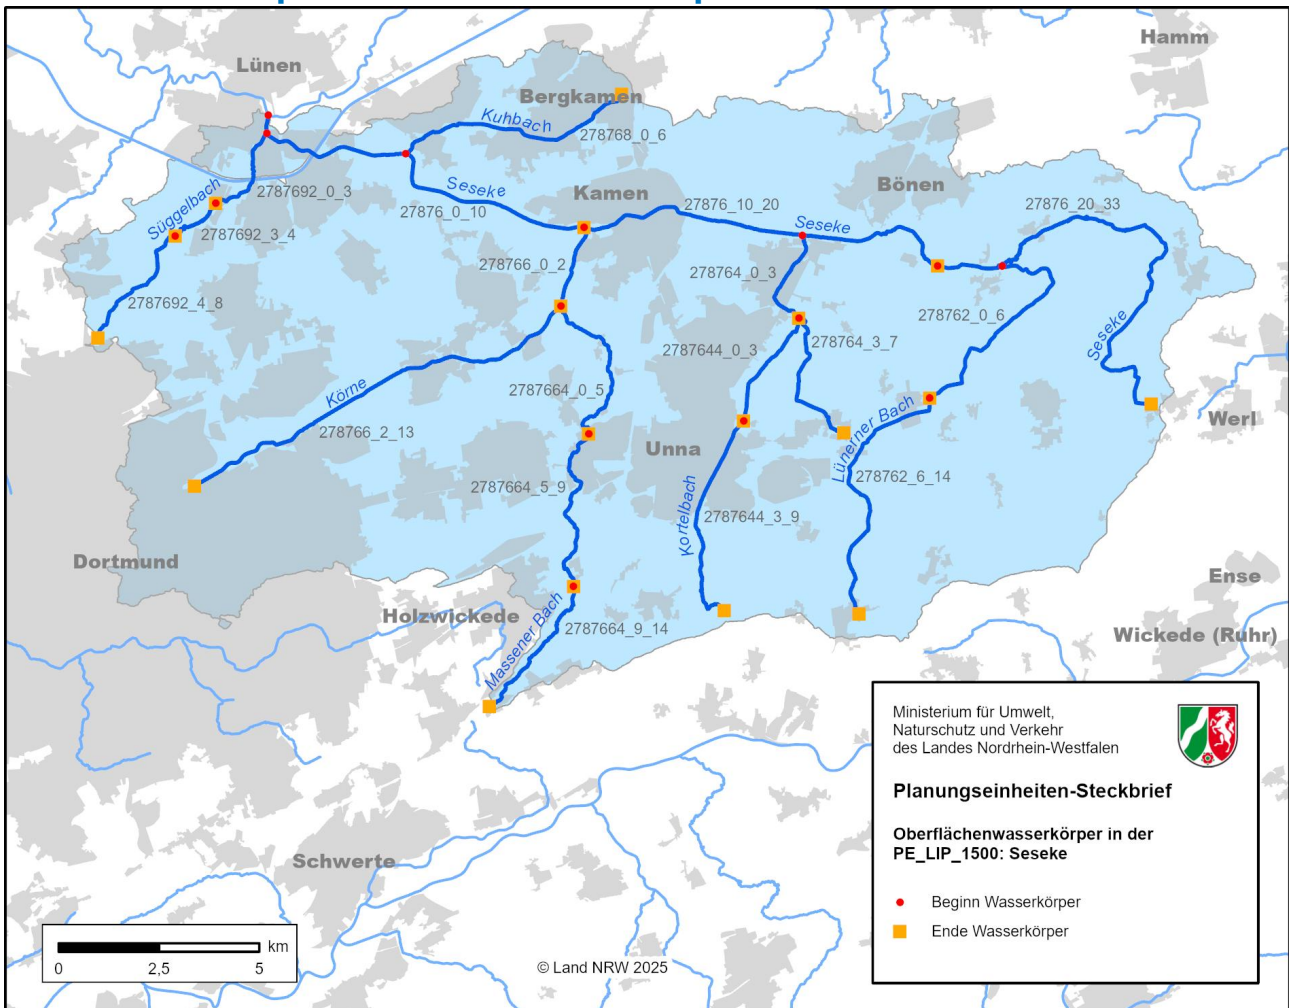 Hamm
Lünen
Bergkamen
Kuhbach
278768_0_6
2787692_0_3
Süggelbach
2787692_3_4
Seseke
27876_0_10
Kamen
27876_10_20
Bönen
Seseke
27876_20_33
278766_0_2
278764_0_3
2787692_4_8
278762_0_6
2787644_0_3
278764_3_7
Seseke
Körne
2787664_0_5
278766_2_13
Lünerner Bach
Werl
Unna
2787664_5_9
278762_6_14
Kortelbach
2787644_3_9
Dortmund
Ense
Holzwickede
Massener Bach
2787664_9_14
Wickede (Ruhr)
Schwerte
Ministerium für Umwelt,
Naturschutz und Verkehr
des Landes Nordrhein-Westfalen
Planungseinheiten-Steckbrief
Oberflächenwasserkörper in der
PE_LIP_1500: Seseke
Beginn Wasserkörper
Ende Wasserkörper
km
0 2,5 5
© Land NRW 2025